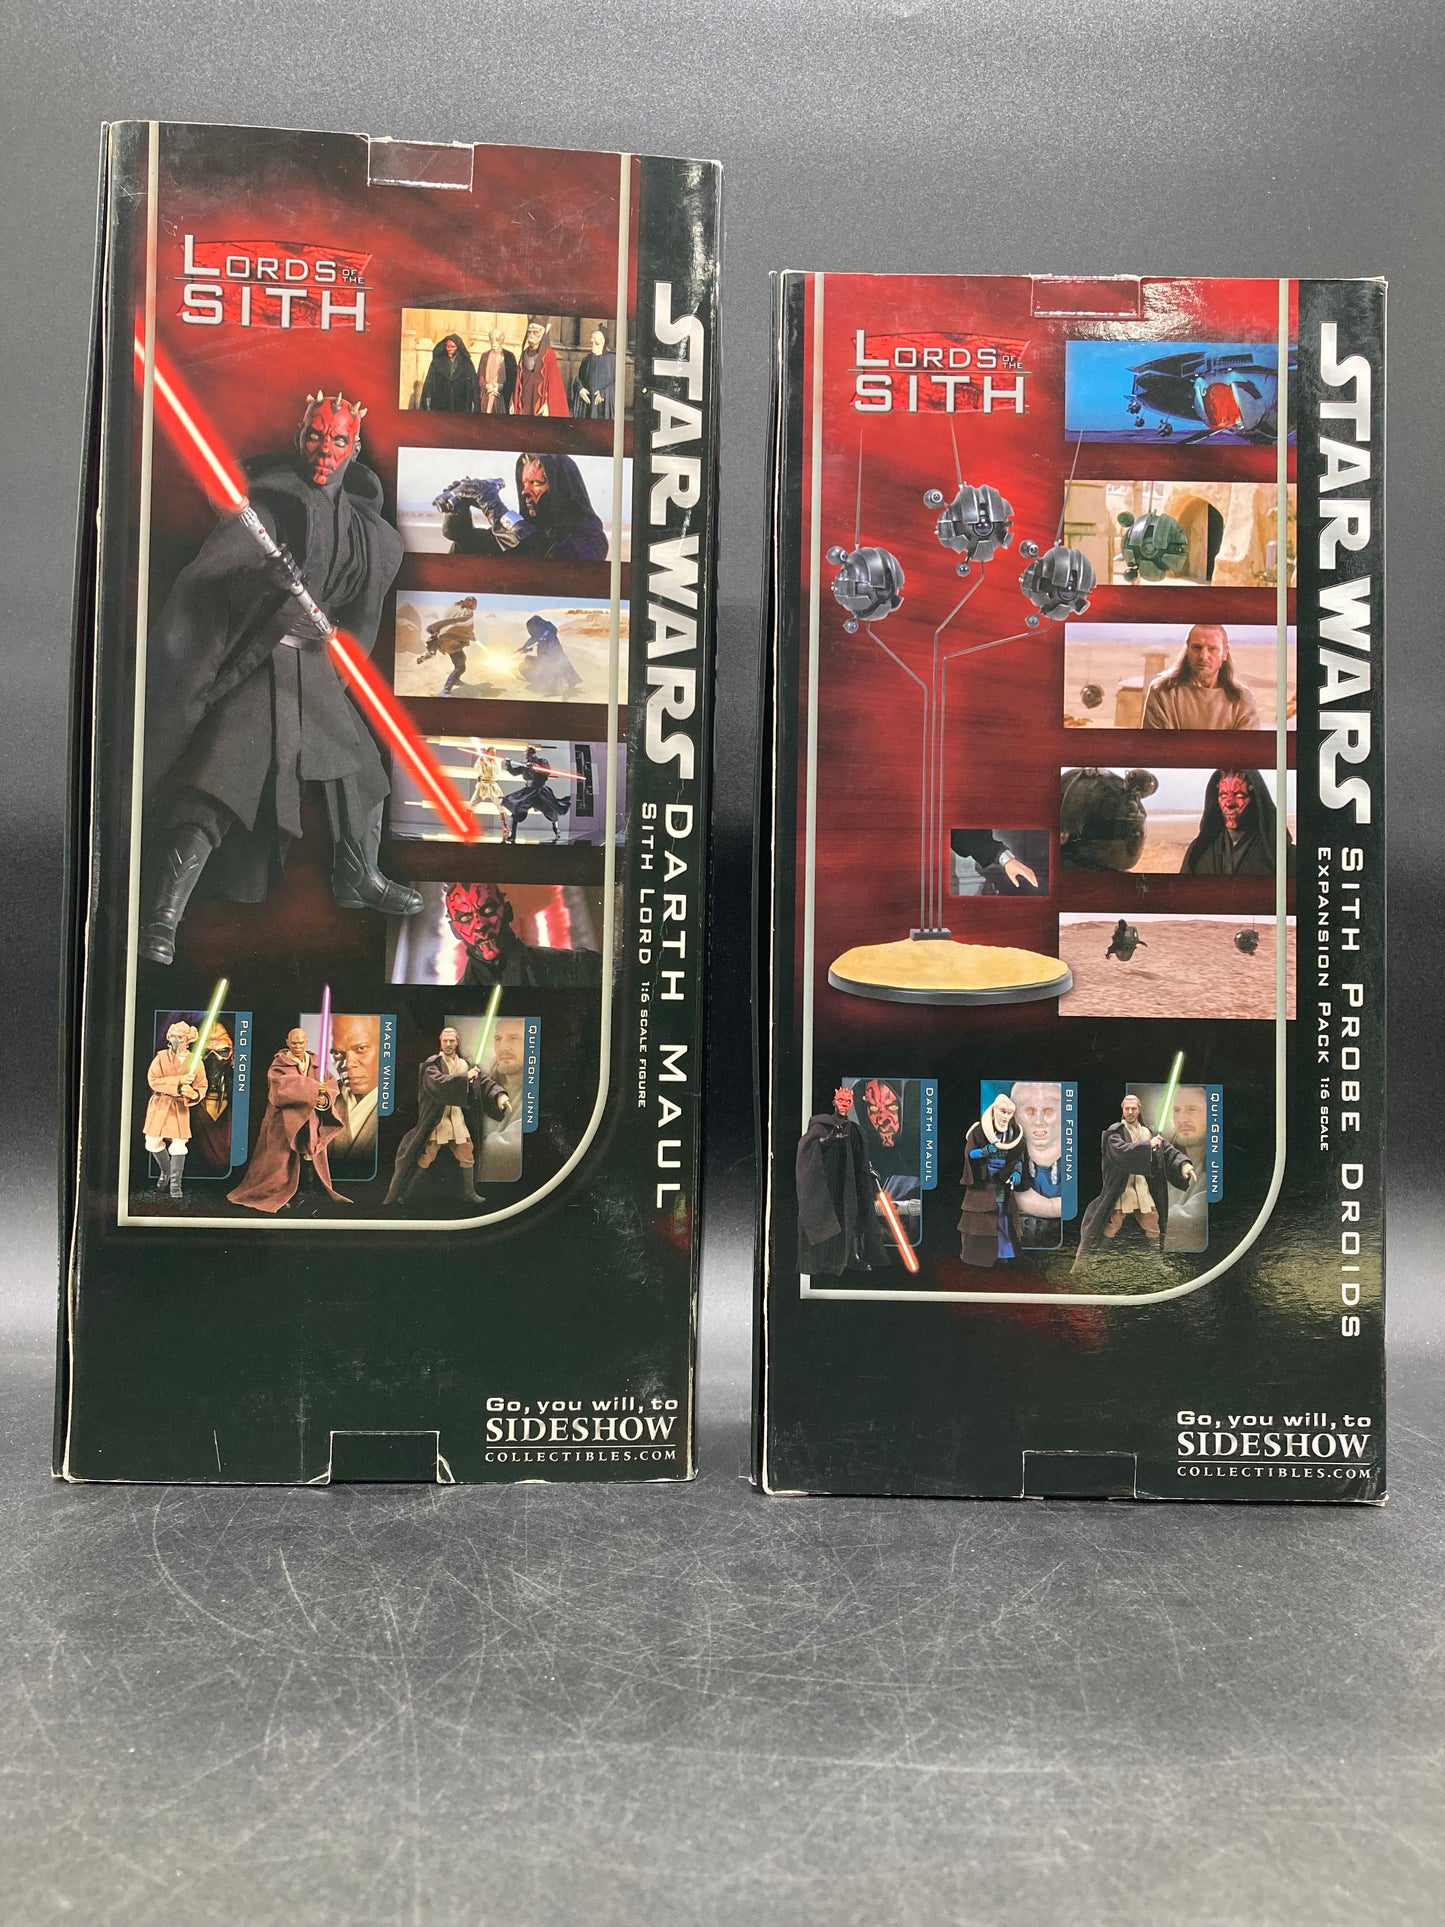 LORDS OF THE
SITH
STAR WARS
DARTH MAUL
SITH LORD 1:6 SCALE FIGURE
PLO KOON
MACE WINDU
QUI-GON JINN
Go, you will, to
SIDESHOW
COLLECTIBLES.COM
LORDS OF THE
SITH
STAR WARS
SITH PROBE DROIDS
EXPANSION PACK 1:6 SCALE
DARTH MAUL
BIB FORTUNA
QUI-GON JINN
Go, you will, to
SIDESHOW
COLLECTIBLES.COM